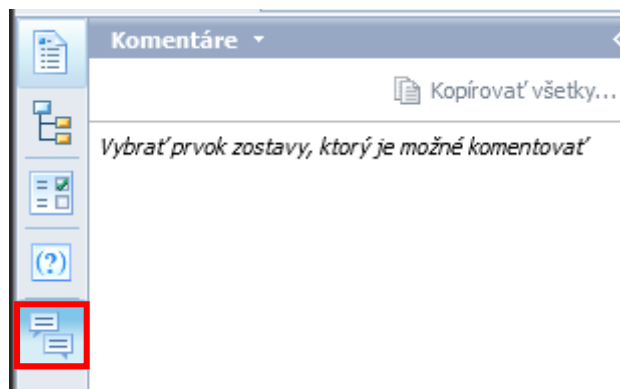 Komentáre
Kopírovať všetky...
Vybrať prvok zostavy, ktorý je možné komentovať
(?)